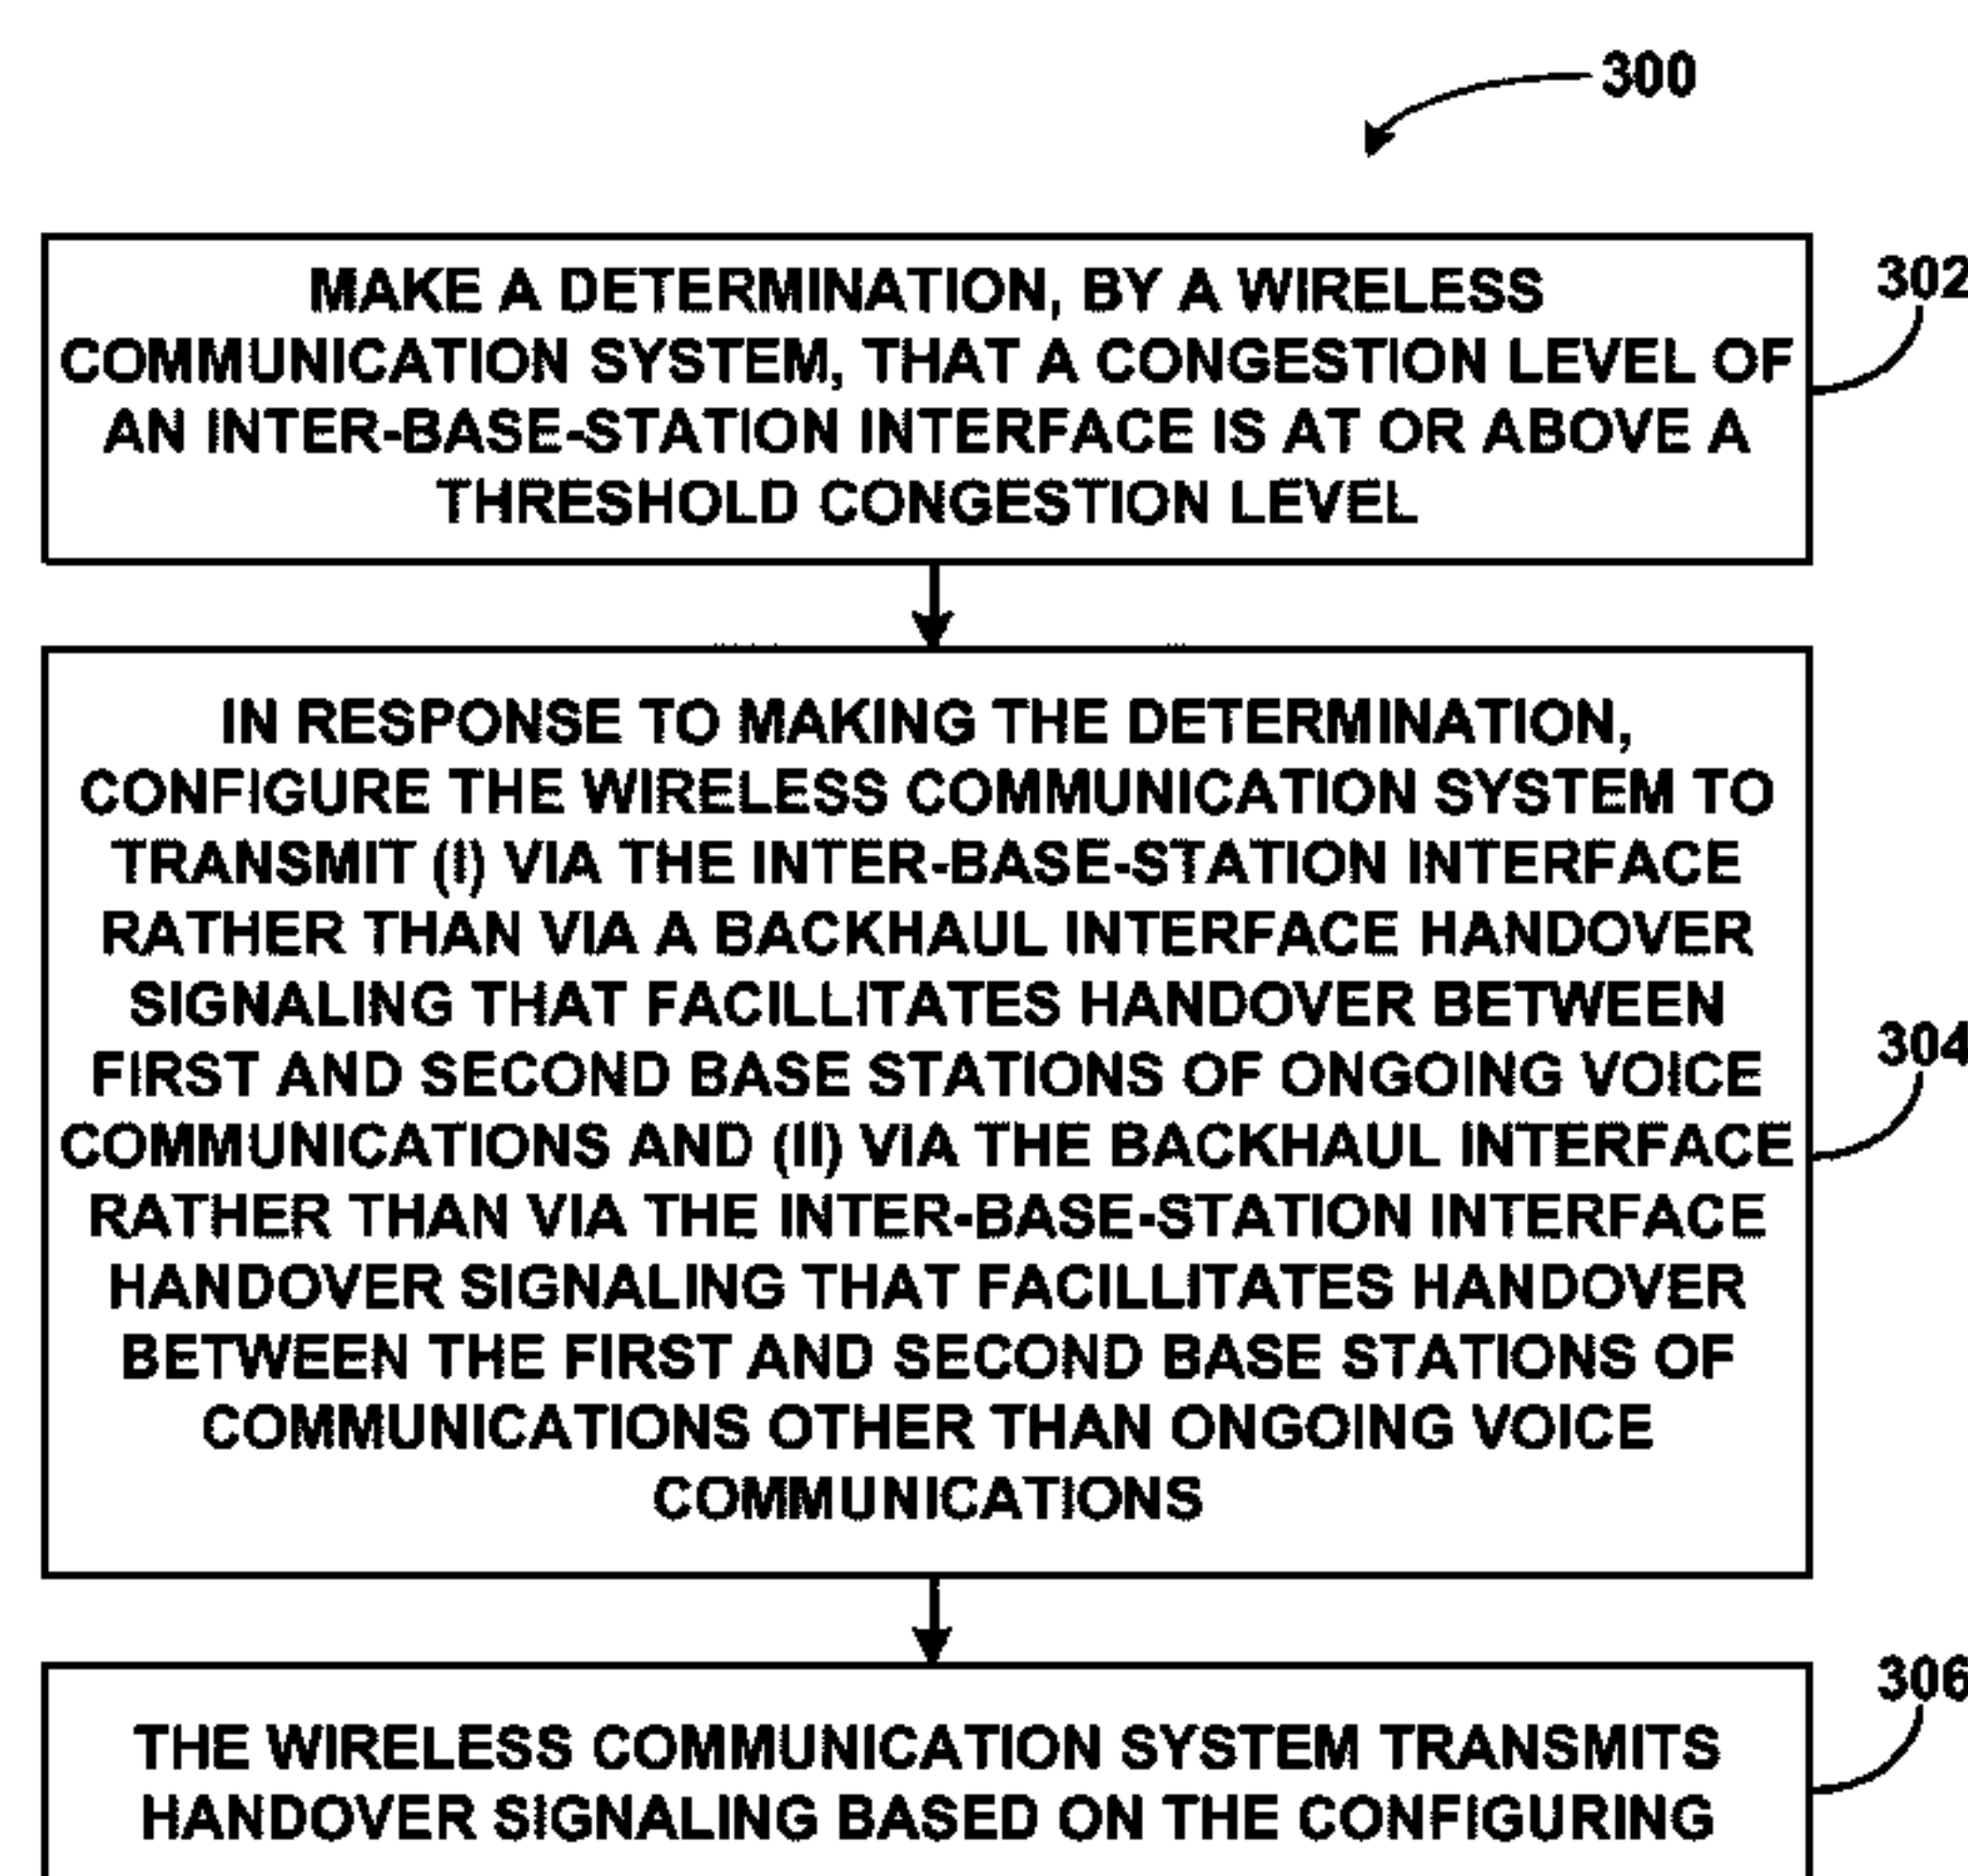 300
302
MAKE A DETERMINATION, BY A WIRELESS
COMMUNICATION SYSTEM, THAT A CONGESTION LEVEL OF
AN INTER-BASE-STATION INTERFACE IS AT OR ABOVE A
THRESHOLD CONGESTION LEVEL
IN RESPONSE TO MAKING THE DETERMINATION,
CONFIGURE THE WIRELESS COMMUNICATION SYSTEM TO
TRANSMIT (I) VIA THE INTER-BASE-STATION INTERFACE
RATHER THAN VIA A BACKHAUL INTERFACE HANDOVER
SIGNALING THAT FACILLITATES HANDOVER BETWEEN
FIRST AND SECOND BASE STATIONS OF ONGOING VOICE
COMMUNICATIONS AND (II) VIA THE BACKHAUL INTERFACE
RATHER THAN VIA THE INTER-BASE-STATION INTERFACE
HANDOVER SIGNALING THAT FACILLITATES HANDOVER
BETWEEN THE FIRST AND SECOND BASE STATIONS OF
COMMUNICATIONS OTHER THAN ONGOING VOICE
COMMUNICATIONS
304
306
THE WIRELESS COMMUNICATION SYSTEM TRANSMITS
HANDOVER SIGNALING BASED ON THE CONFIGURING